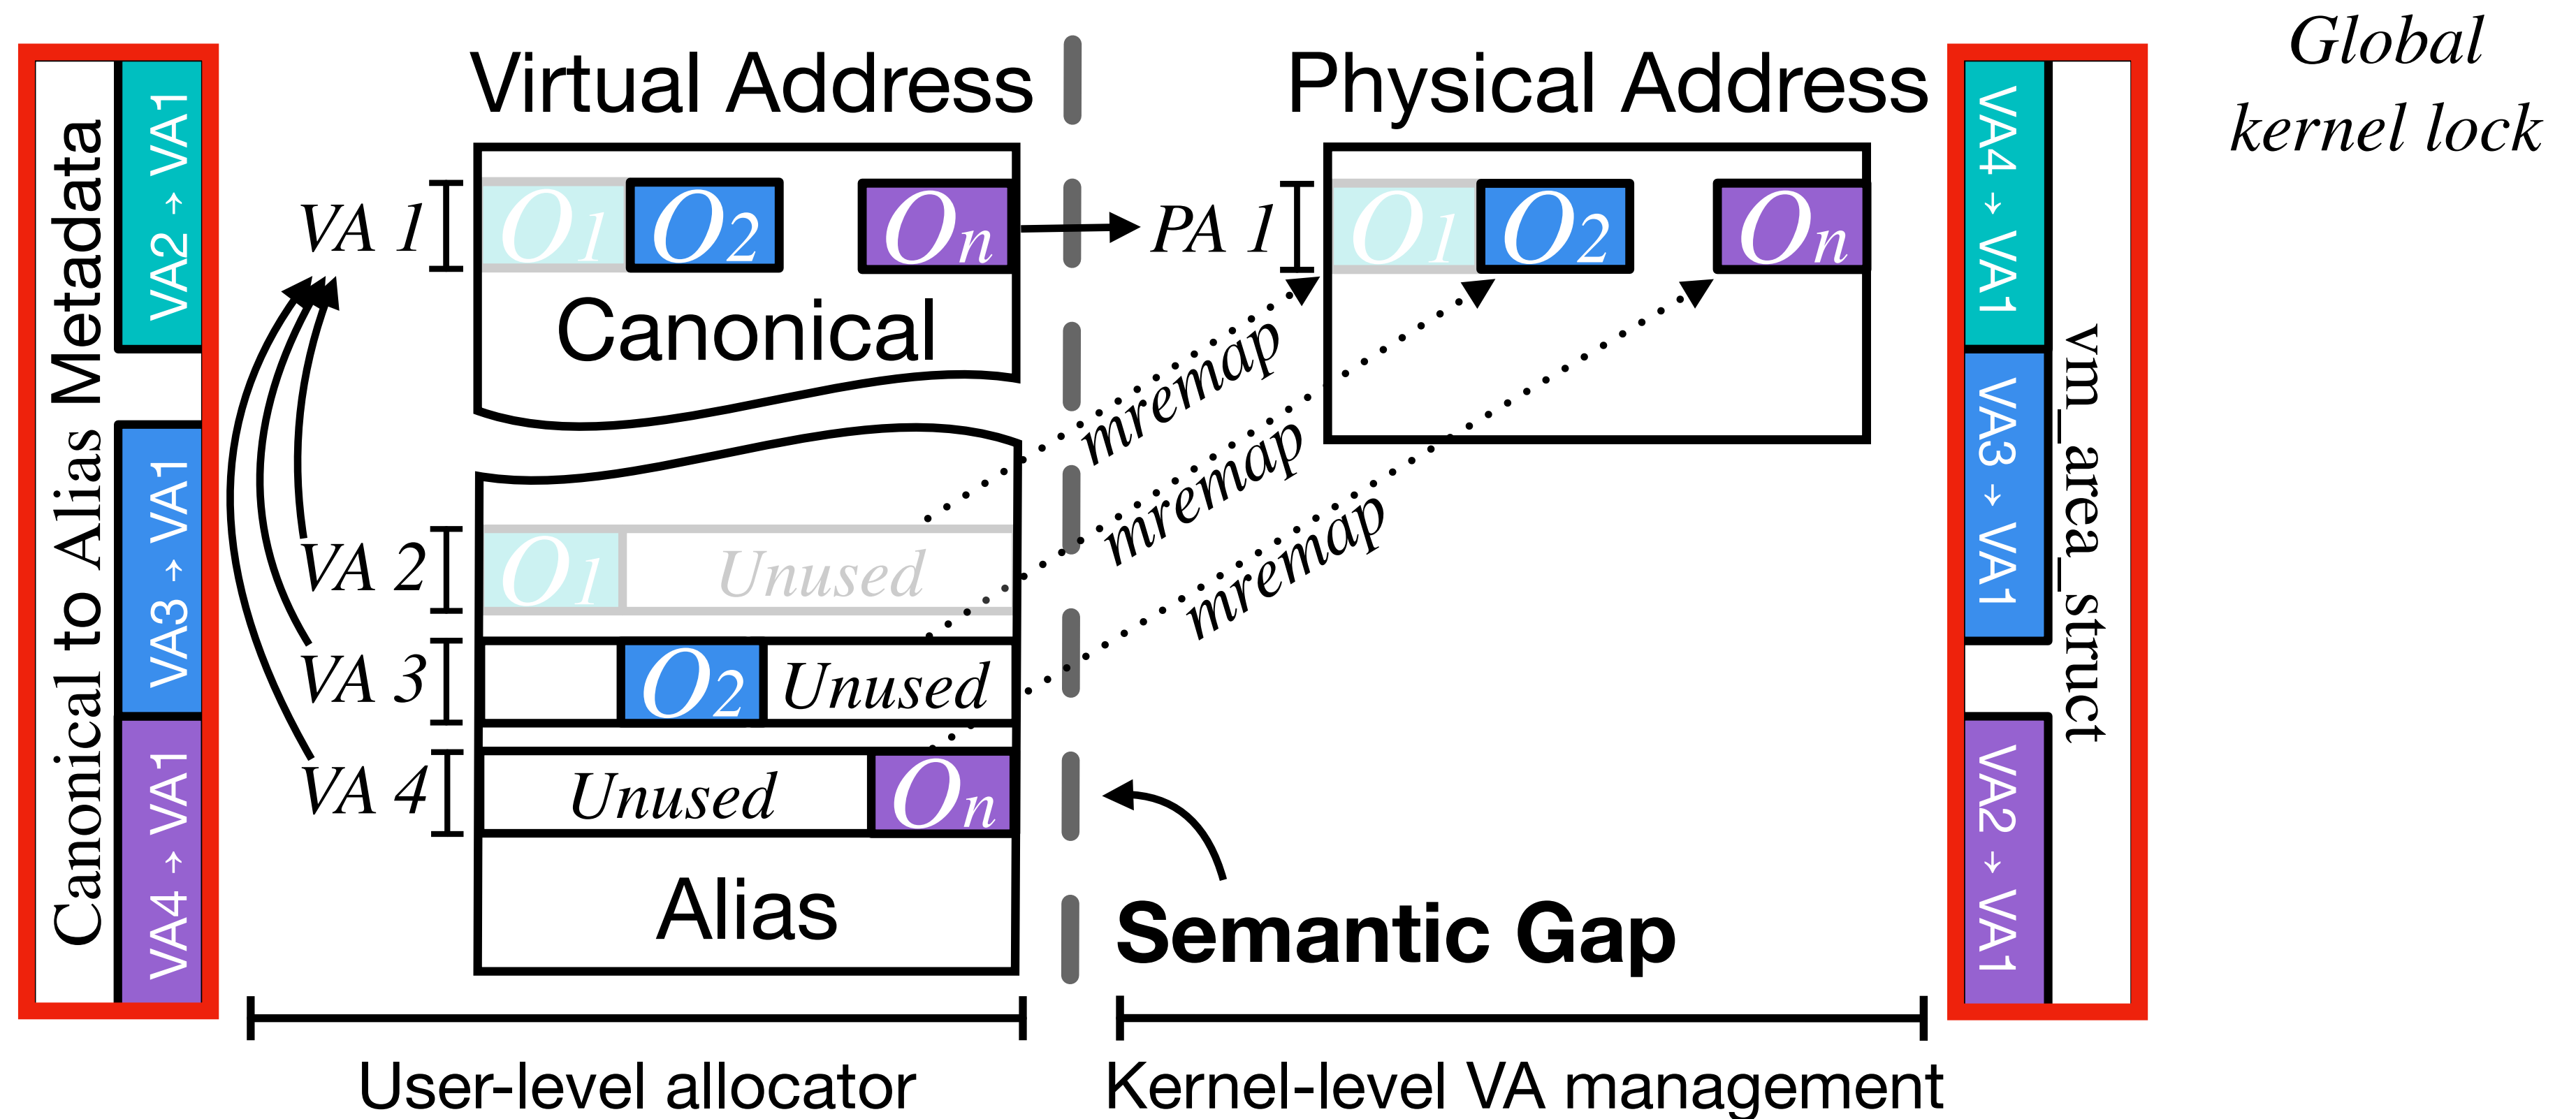 Global
kernel lock
Virtual Address
Physical Address
Canonical to Alias Metadata
VA2 → VA1
VA3 → VA1
VA4 → VA1
VA 1
O1
O2
On
Canonical
PA 1
O1
O2
On
mremap
mremap
mremap
VA 2
O1
Unused
VA 3
O2
Unused
VA 4
Unused
On
Alias
Semantic Gap
VA4 → VA1
VA3 → VA1
VA2 → VA1
vm_area_struct
User-level allocator
Kernel-level VA management